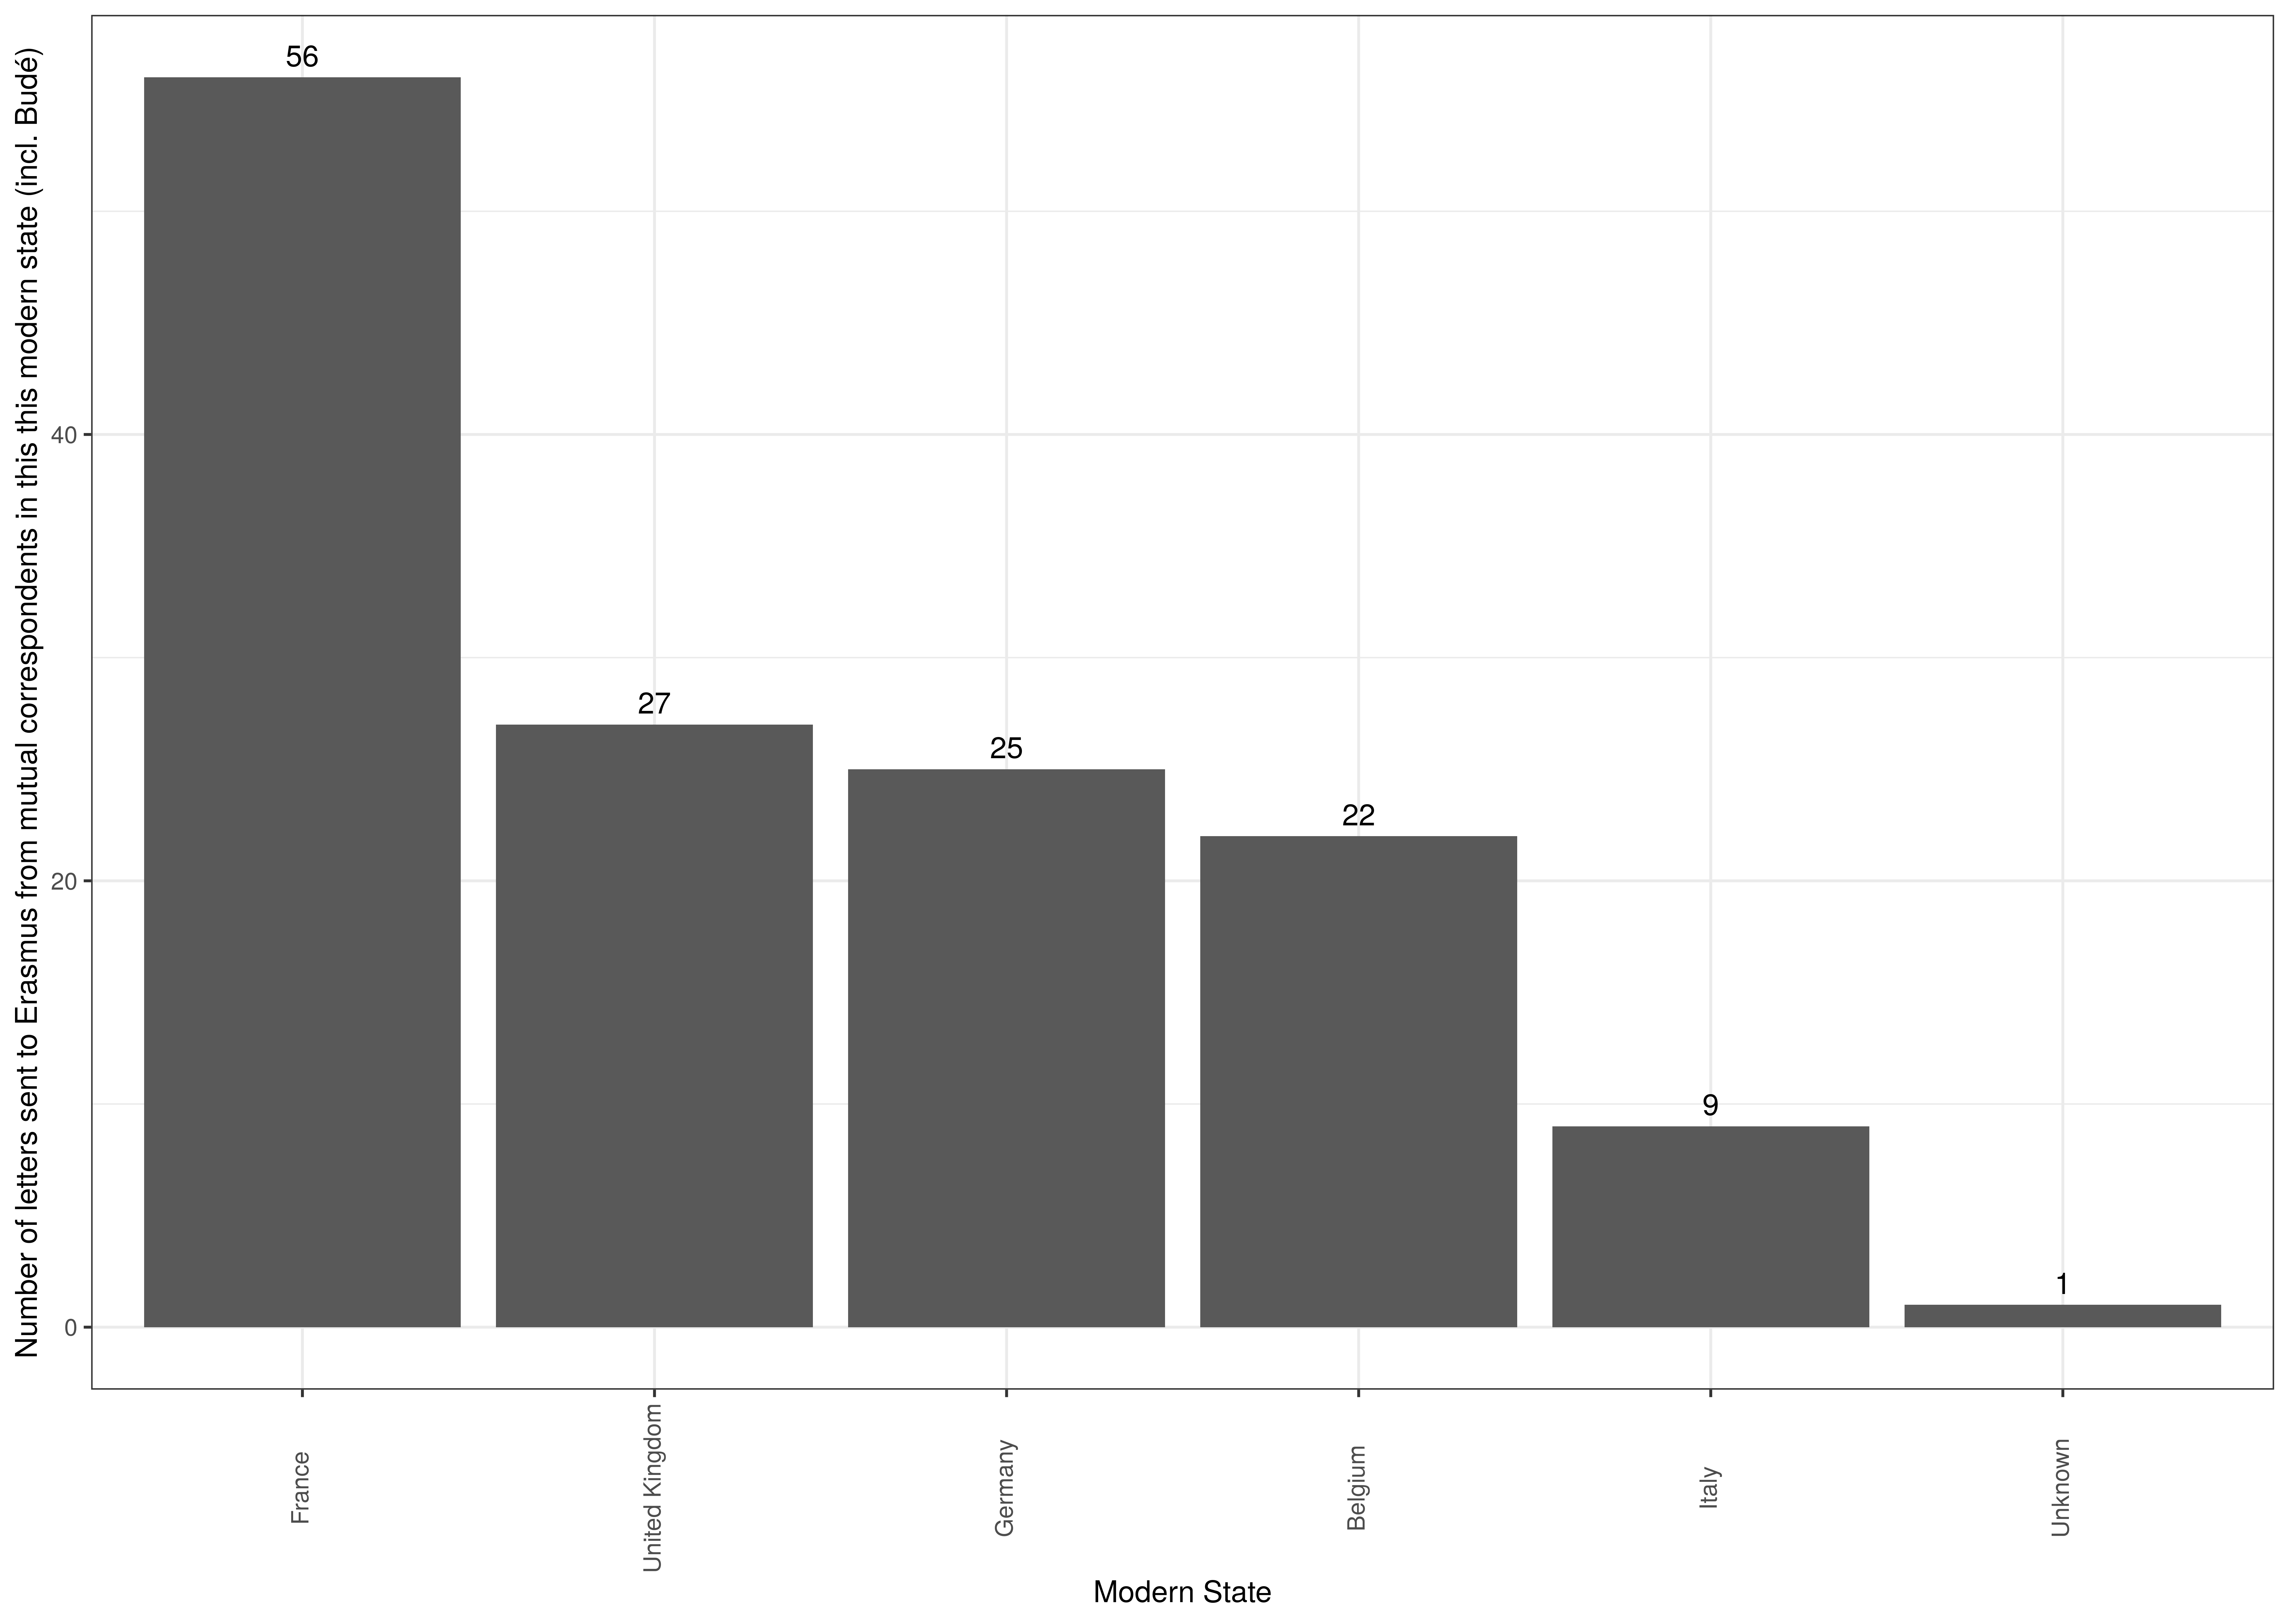 Number of letters sent to Erasmus from mutual correspondents in this this modern state (incl. Budé)
40
20
0
56
27
25
22
9
1
France
United Kingdom
Germany
Belgium
Italy
Unknown
Modern State